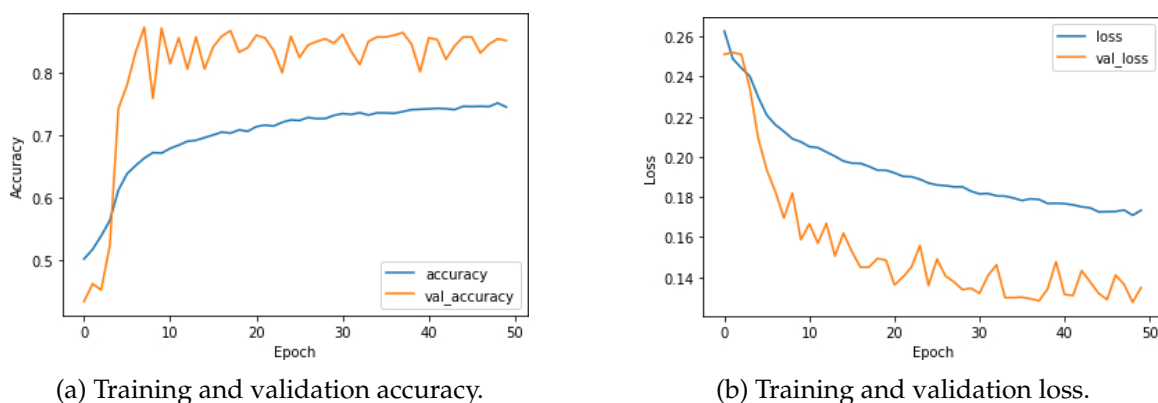 0.8
0.7
0.6
0.5
Accuracy
accuracy
val_accuracy
0 10 20 30 40 50
Epoch
(a) Training and validation accuracy.
0.26
0.24
0.22
0.20
0.18
0.16
0.14
Loss
loss
val_loss
0 10 20 30 40 50
Epoch
(b) Training and validation loss.